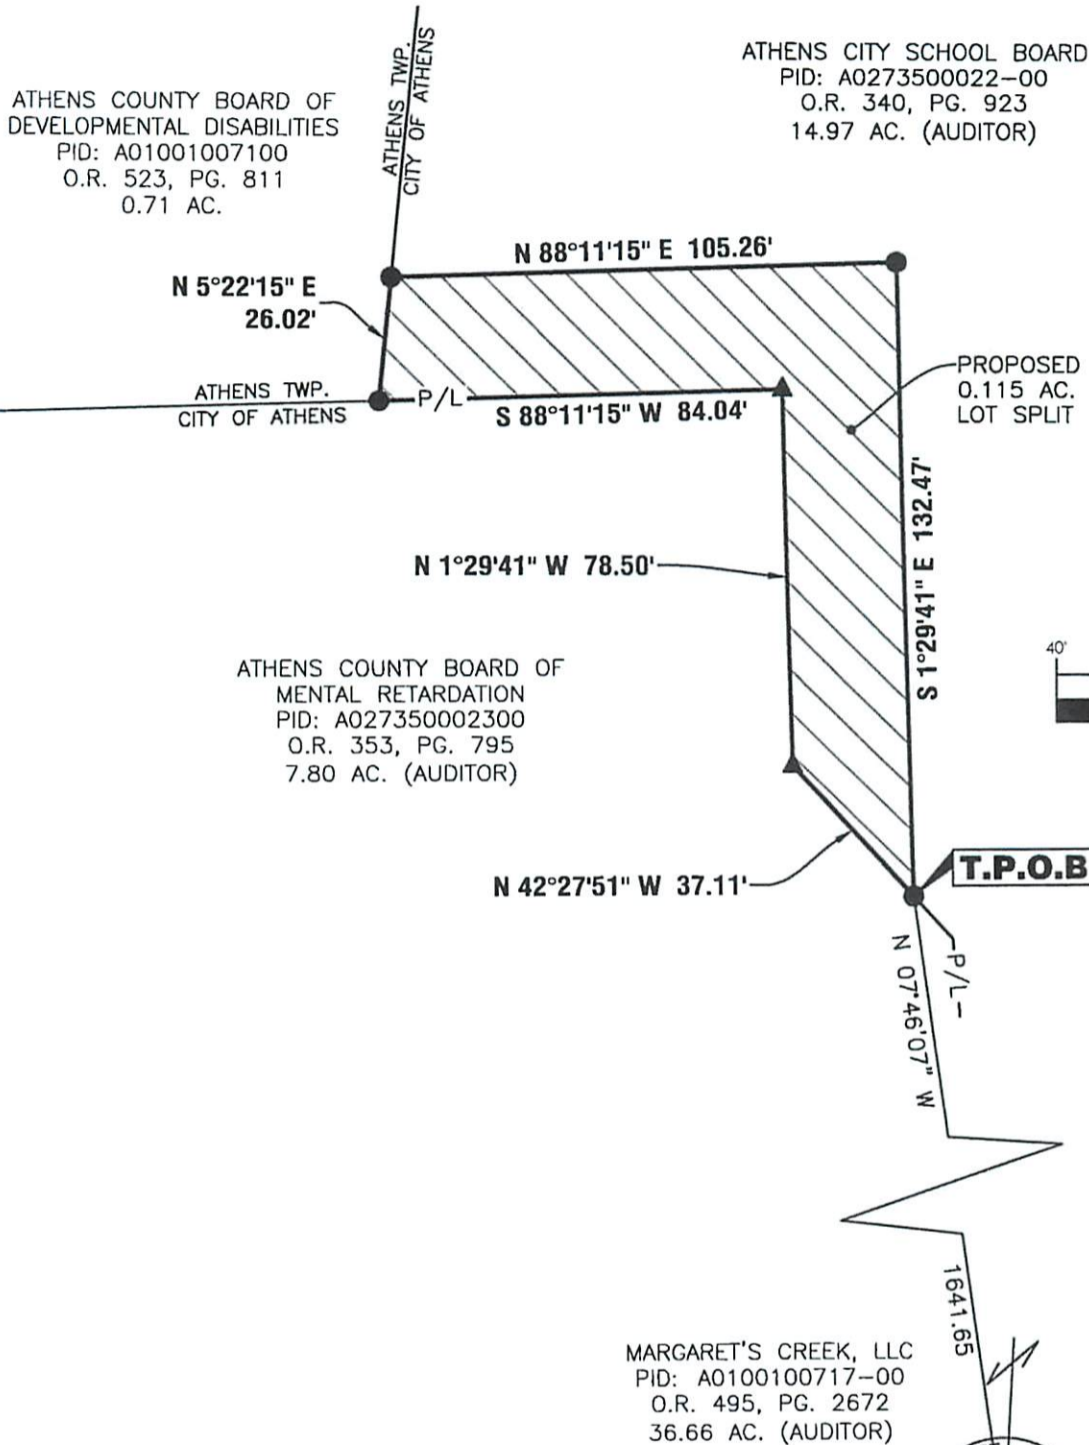 ATHENS TWP.
CITY OF ATHENS
ATHENS CITY SCHOOL BOARD
PID: A0273500022-00
O.R. 340, PG. 923
14.97 AC. (AUDITOR)
ATHENS COUNTY BOARD OF
DEVELOPMENTAL DISABILITIES
PID: A01001007100
O.R. 523, PG. 811
0.71 AC.
N 88°11'15" E 105.26'
N 5°22'15" E
26.02'
ATHENS TWP.
CITY OF ATHENS
P/L
S 88°11'15" W 84.04'
PROPOSED
0.115 AC.
LOT SPLIT
S 1°29'41" E 132.47'
N 1°29'41" W 78.50'
40'
ATHENS COUNTY BOARD OF
MENTAL RETARDATION
PID: A027350002300
O.R. 353, PG. 795
7.80 AC. (AUDITOR)
T.P.O.B
N 42°27'51" W 37.11'
P/L
N 07°46'07" W
1641.65
MARGARET'S CREEK, LLC
PID: A0100100717-00
O.R. 495, PG. 2672
36.66 AC. (AUDITOR)